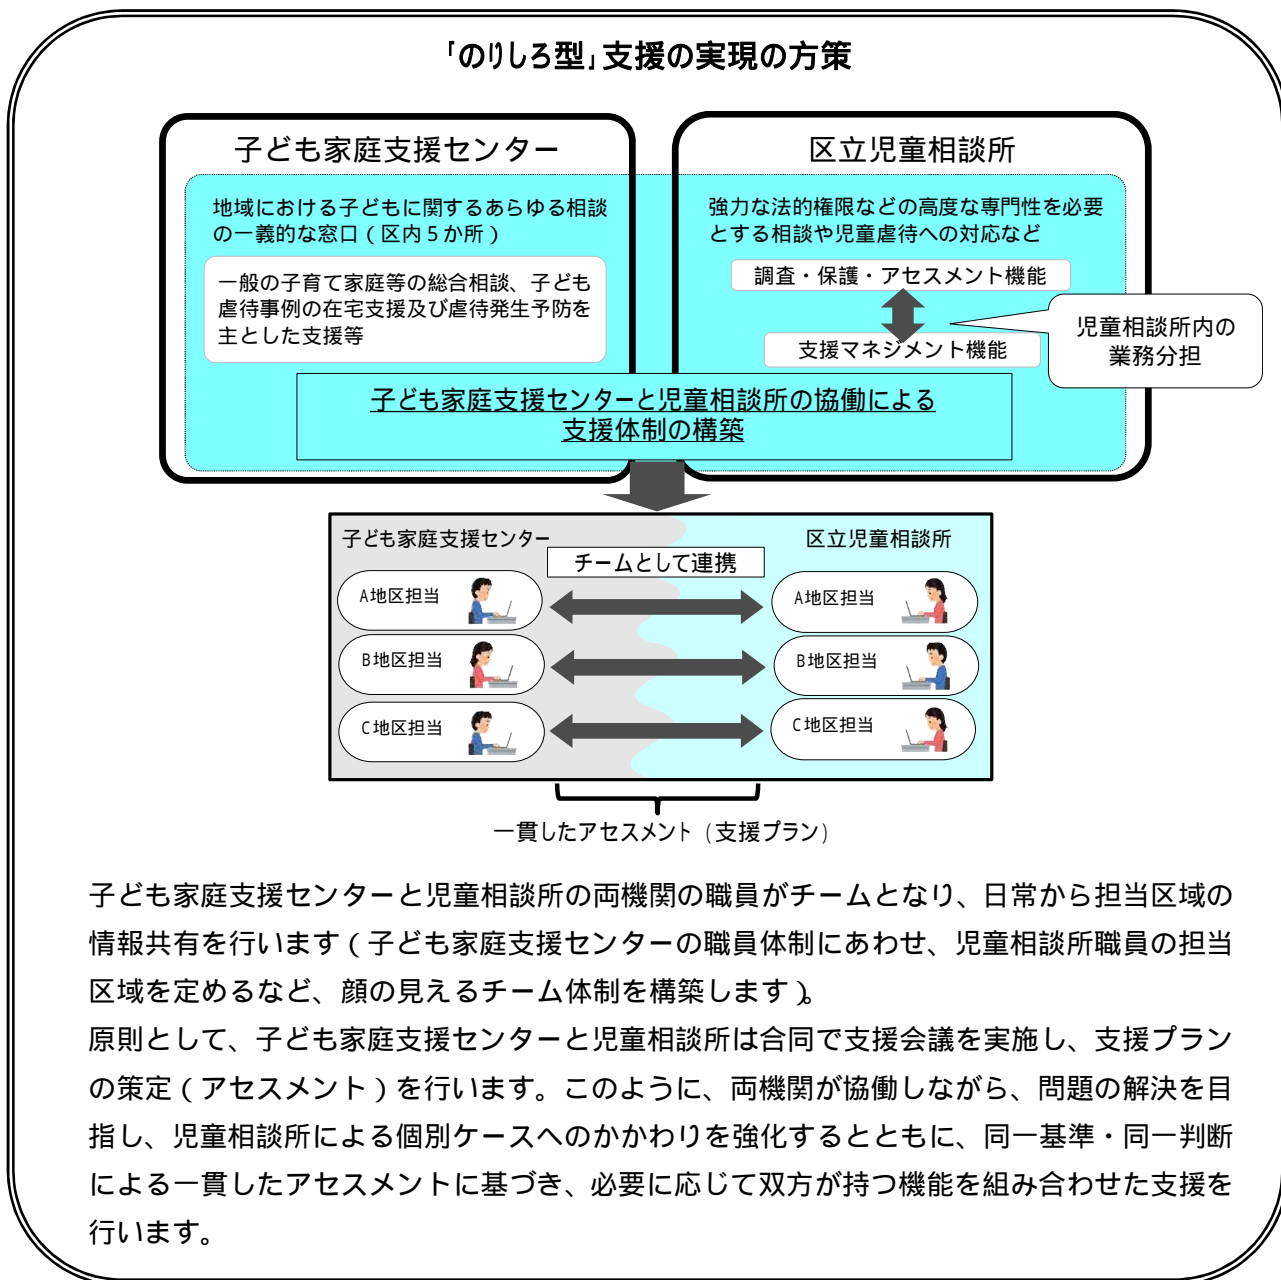 「のりしろ型」支援の実現の方策
子ども家庭支援センター
地域における子どもに関するあらゆる相談
の一義的な窓口（区内５か所）
一般の子育て家庭等の総合相談、子ども
虐待事例の在宅支援及び虐待発生予防を
主とした支援等
区立児童相談所
強力な法的権限などの高度な専門性を必要
とする相談や児童虐待への対応など
調査・保護・アセスメント機能
支援マネジメント機能
児童相談所内の
業務分担
子ども家庭支援センターと児童相談所の協働による
支援体制の構築
子ども家庭支援センター
区立児童相談所
チームとして連携
A地区担当
A地区担当
B地区担当
B地区担当
C地区担当
C地区担当
一貫したアセスメント（支援プラン）
子ども家庭支援センターと児童相談所の両機関の職員がチームとなり、日常から担当区域の
情報共有を行います（子ども家庭支援センターの職員体制にあわせ、児童相談所職員の担当
区域を定めるなど、顔の見えるチーム体制を構築します）。
原則として、子ども家庭支援センターと児童相談所は合同で支援会議を実施し、支援プラン
の策定（アセスメント）を行います。このように、両機関が協働しながら、問題の解決を目
指し、児童相談所による個別ケースへのかかわりを強化するとともに、同一基準・同一判断
による一貫したアセスメントに基づき、必要に応じて双方が持つ機能を組み合わせた支援を
行います。